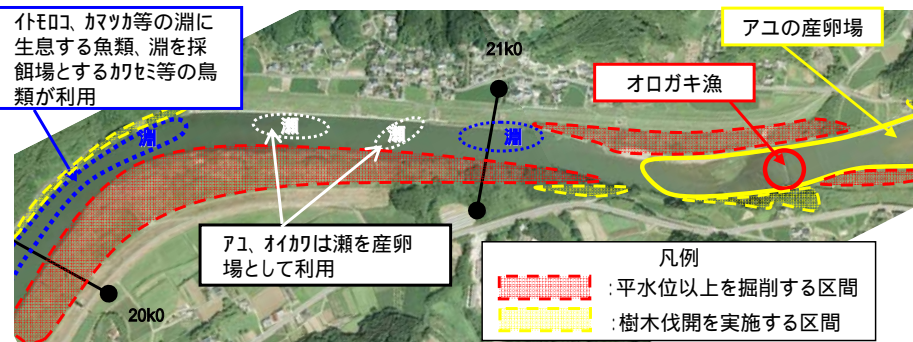 イトモロコ、カマツカ等の淵に
生息する魚類、淵を採
餌場とするカワセミ等の鳥
類が利用
21k0
アユの産卵場
オロガキ漁
淵
瀬
瀬
淵
アユ、オイカワは瀬を産卵
場として利用
20k0
凡例
:平水位以上を掘削する区間
:樹木伐開を実施する区間